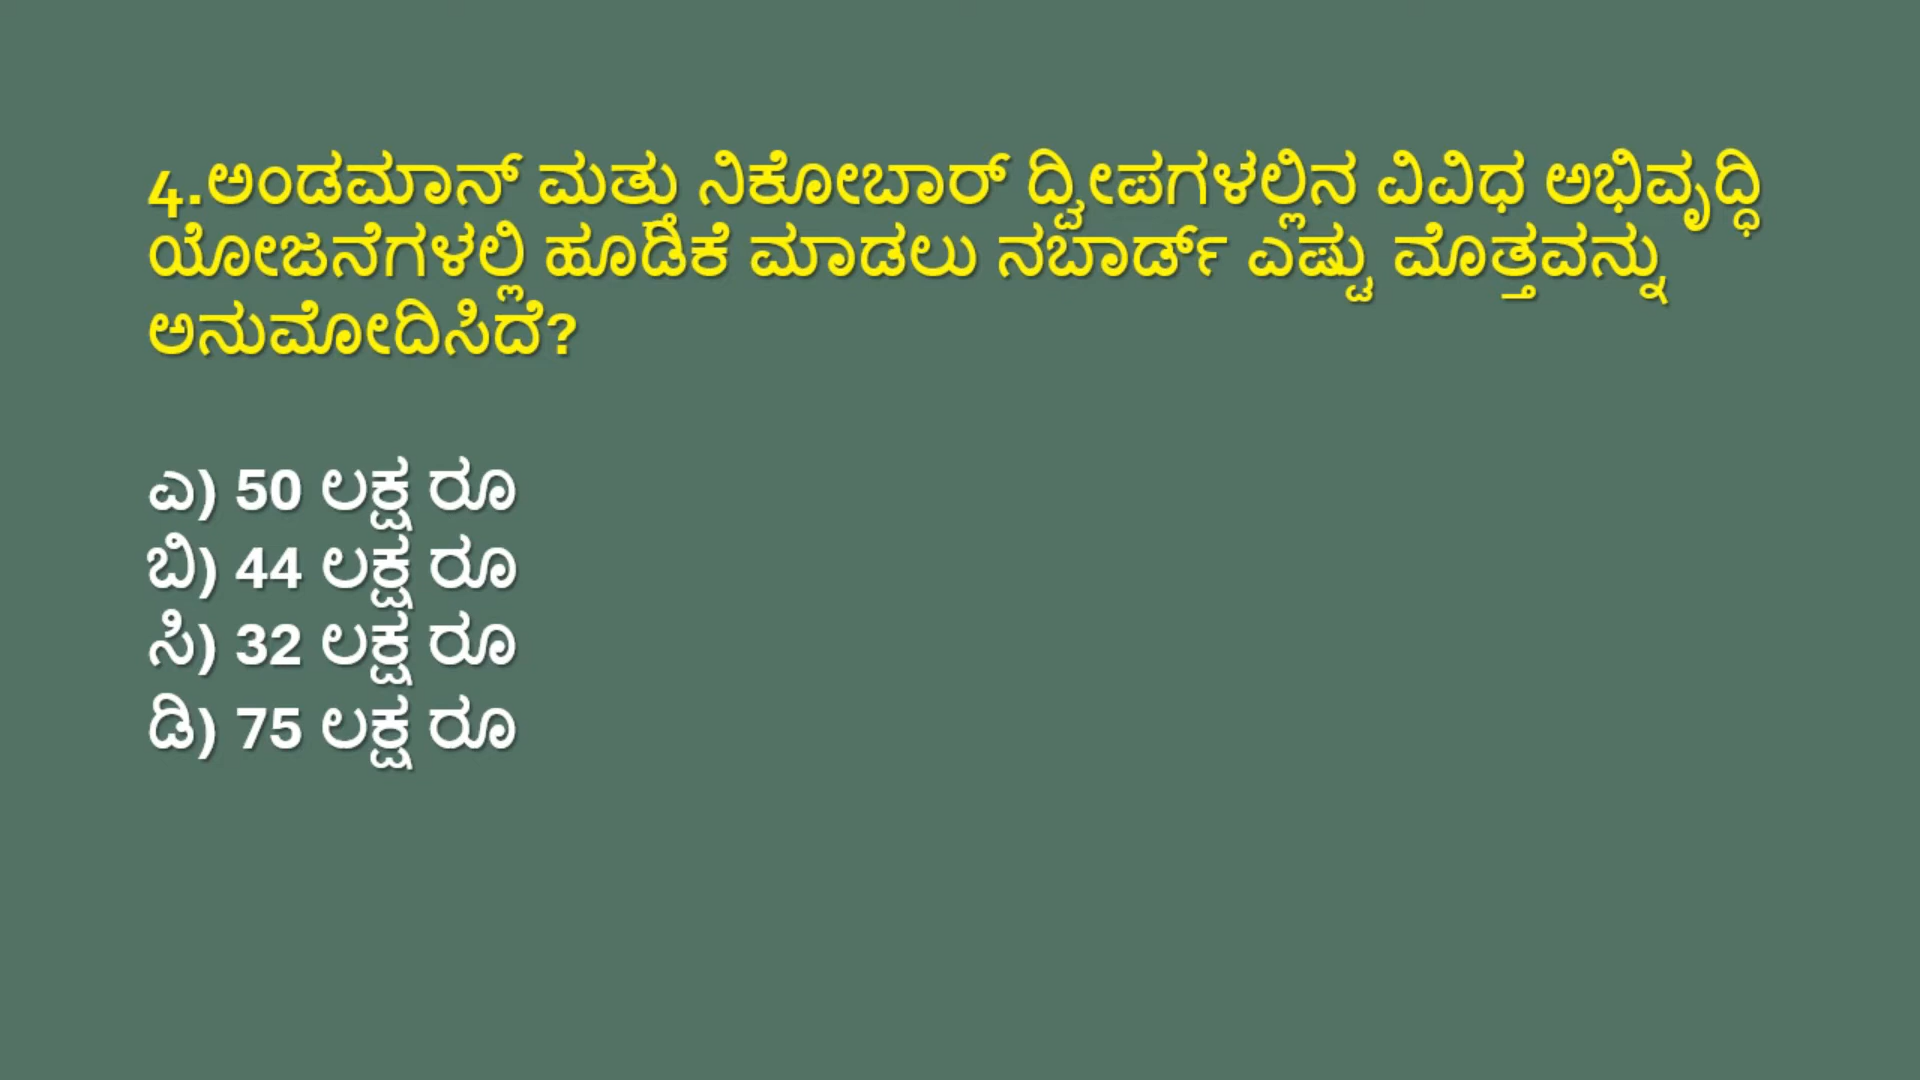 4.ಅಂಡಮಾನ್ ಮತ್ತು ನಿಕೋಬಾರ್ ದ್ವೀಪಗಳಲ್ಲಿನ ವಿವಿಧ ಅಭಿವೃದ್ಧಿ
ಯೋಜನೆಗಳಲ್ಲಿ ಹೂಡಿಕೆ ಮಾಡಲು ನಬಾರ್ಡ್ ಎಷ್ಟು ಮೊತ್ತವನ್ನು
ಅನುಮೋದಿಸಿದೆ?
ಎ) 50 ಲಕ್ಷ ರೂ
ಬಿ) 44 ಲಕ್ಷ ರೂ
ಸಿ) 32 ಲಕ್ಷ ರೂ
ಡಿ) 75 ಲಕ್ಷ ರೂ